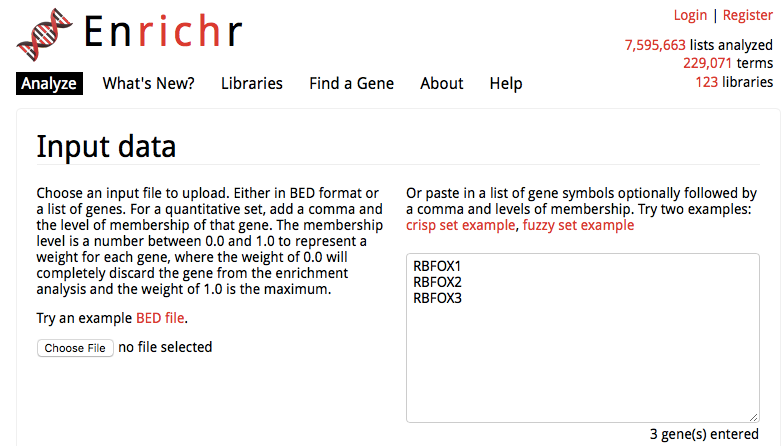 Enrichr
Login | Register
7,595,663 lists analyzed
229,071 terms
123 libraries
Analyze What's New? Libraries Find a Gene About Help
Input data
Choose an input file to upload. Either in BED format or
a list of genes. For a quantitative set, add a comma and
the level of membership of that gene. The membership
level is a number between 0.0 and 1.0 to represent a
weight for each gene, where the weight of 0.0 will
completely discard the gene from the enrichment
analysis and the weight of 1.0 is the maximum.
Try an example BED file.
Choose File no file selected
Or paste in a list of gene symbols optionally followed by
a comma and levels of membership. Try two examples:
crisp set example, fuzzy set example
RBFOX1
RBFOX2
RBFOX3
3 gene(s) entered